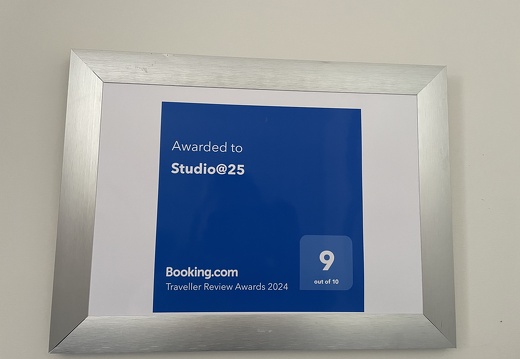 Awarded to
Studio@25
9
out of 10
Booking.com
Traveller Review Awards 2024